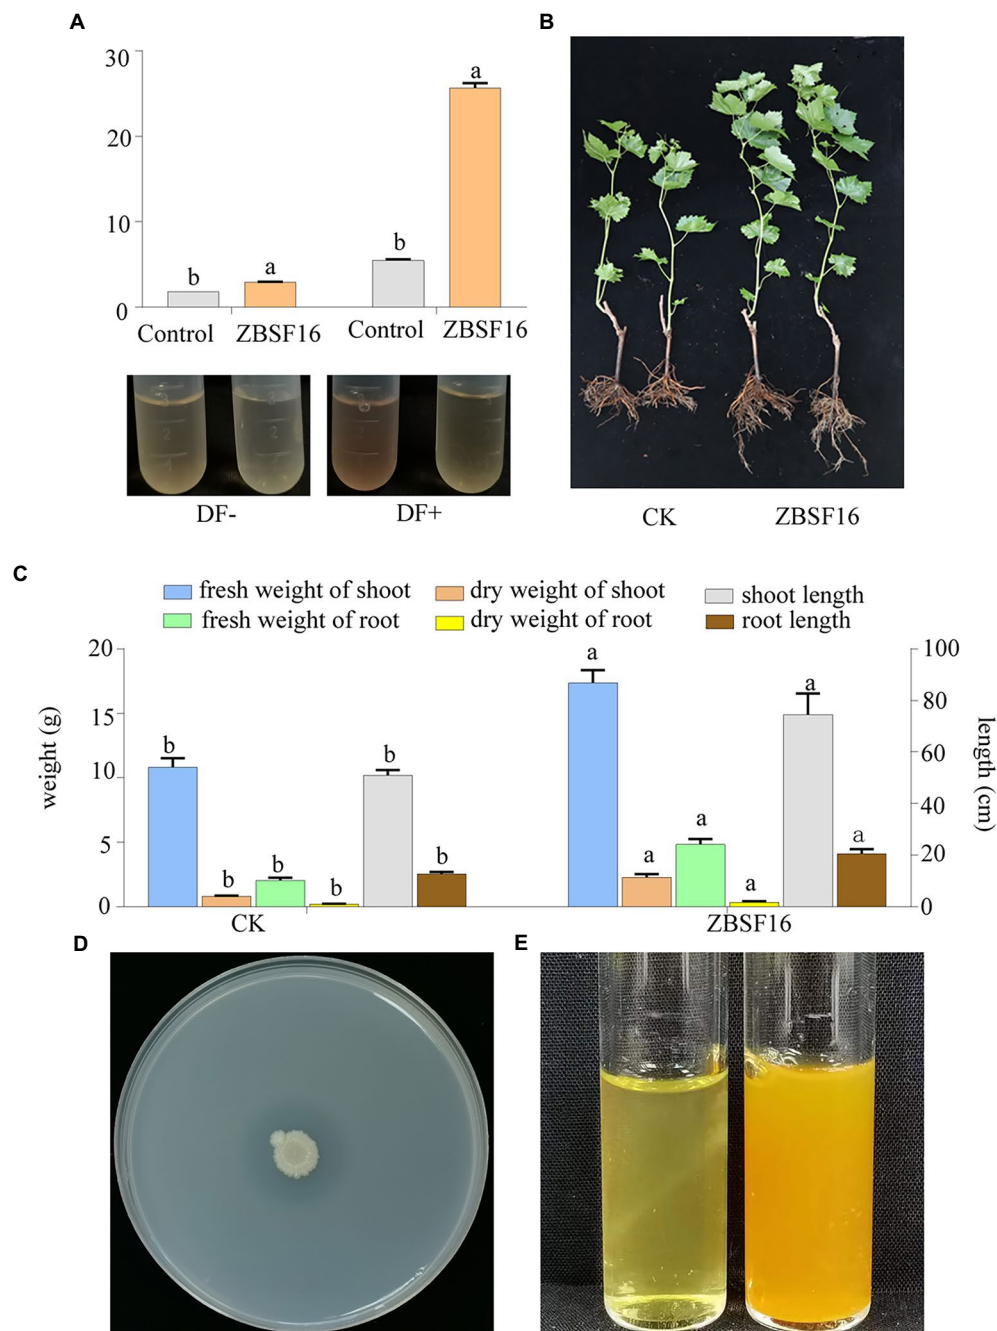 A
30
20
10
0
b
a
b
a
Control
ZBSF16
Control
ZBSF16
DF-
DF+
B
CK
ZBSF16
C
fresh weight of shoot
dry weight of shoot
shoot length
fresh weight of root
dry weight of root
root length
weight (g)
20
15
10
5
0
b
b
b
b
b
b
a
a
a
a
a
a
100
80
60
40
20
0
length (cm)
CK
ZBSF16
D
E